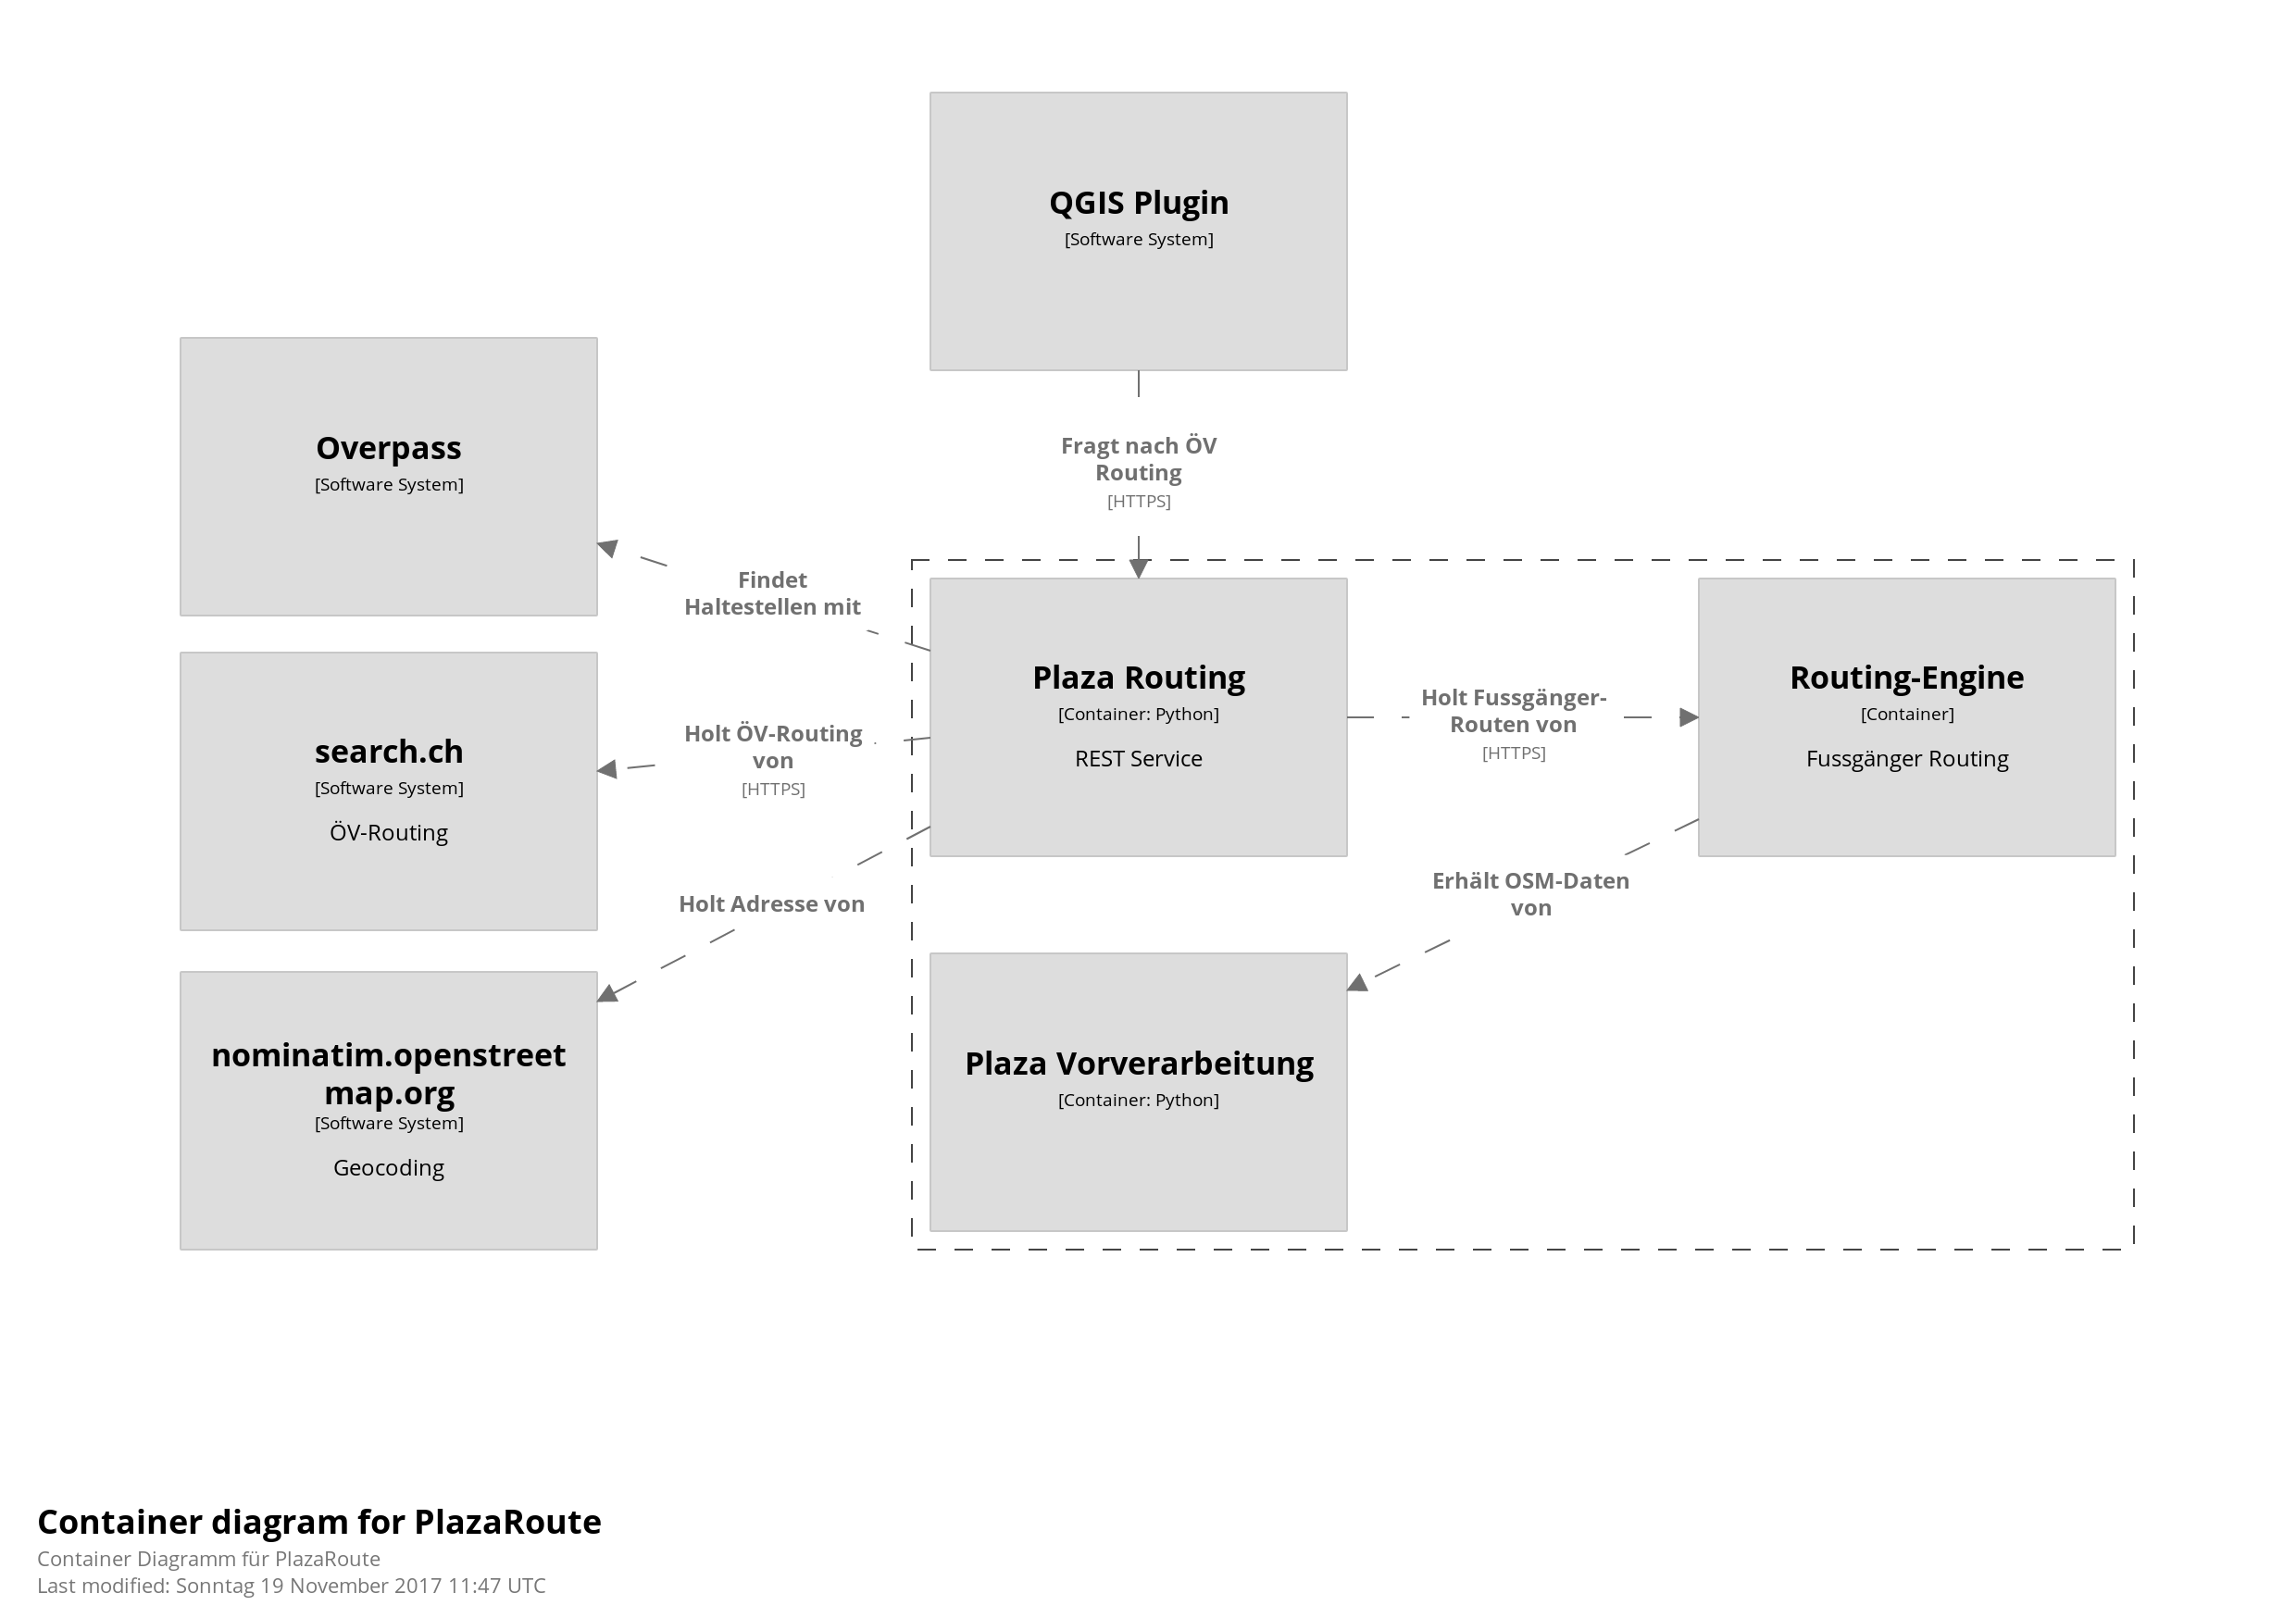 QGIS Plugin
[Software System]
Overpass
[Software System]
Fragt nach ÖV
Routing
[HTTPS]
Findet
Haltestellen mit
search.ch
[Software System]
ÖV-Routing
Holt ÖV-Routing
von
[HTTPS]
Plaza Routing
[Container: Python]
REST Service
Holt Fussgänger-
Routen von
[HTTPS]
Routing-Engine
[Container]
Fussgänger Routing
Holt Adresse von
Erhält OSM-Daten
von
nominatim.openstreet
map.org
[Software System]
Geocoding
Plaza Vorverarbeitung
[Container: Python]
Container diagram for PlazaRoute
Container Diagramm für PlazaRoute
Last modified: Sonntag 19 November 2017 11:47 UTC